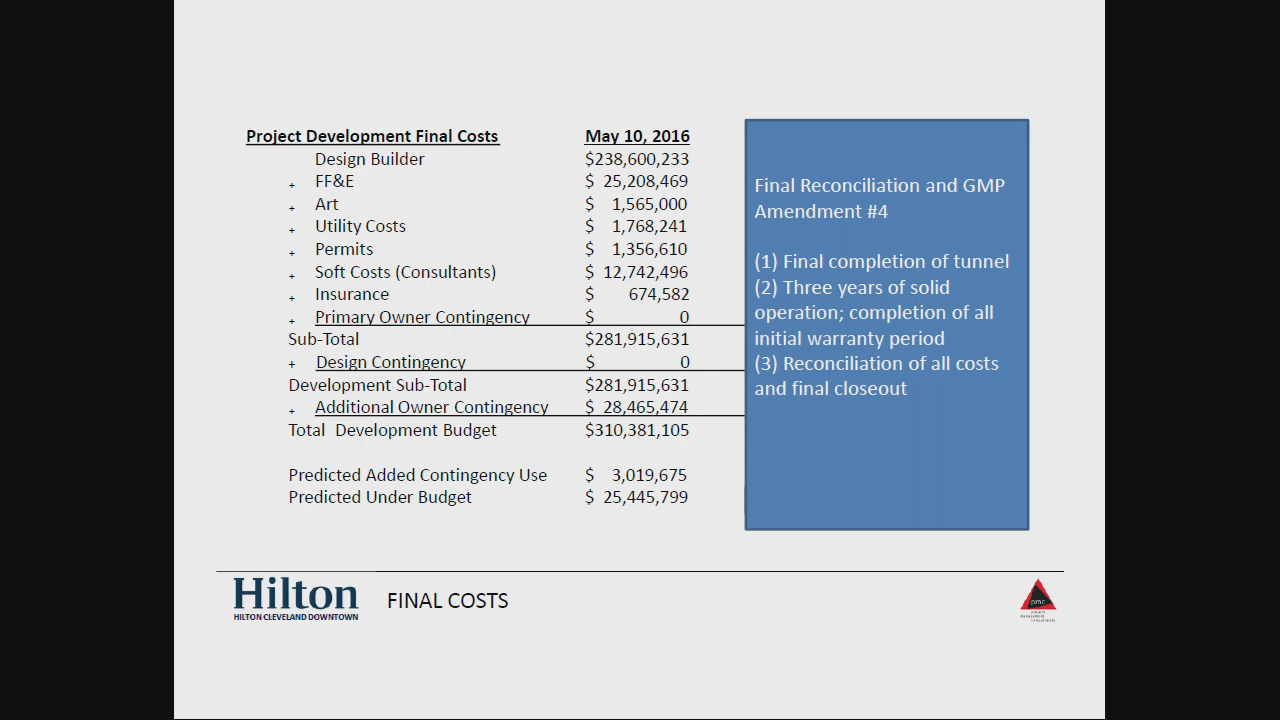 Project Development Final Costs May 10, 2016
Design Builder $238,600,233
+ FF&E $ 25,208,469
+ Art $ 1,565,000
+ Utility Costs $ 1,768,241
+ Permits $ 1,356,610
+ Soft Costs (Consultants) $ 12,742,496
+ Insurance $ 674,582
+ Primary Owner Contingency $ 0
Sub-Total $281,915,631
+ Design Contingency $ 0
Development Sub-Total $281,915,631
+ Additional Owner Contingency $ 28,465,474
Total Development Budget $310,381,105
Predicted Added Contingency Use $ 3,019,675
Predicted Under Budget $ 25,445,799
Final Reconciliation and GMP
Amendment #4
(1) Final completion of tunnel
(2) Three years of solid
operation; completion of all
initial warranty period
(3) Reconciliation of all costs
and final closeout
Hilton
HILTON CLEVELAND DOWNTOWN
FINAL COSTS
pmc